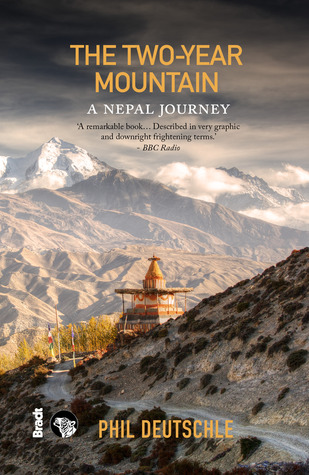 THE TWO-YEAR
MOUNTAIN
A NEPAL JOURNEY
‘A remarkable book… Described in very graphic
and downright frightening terms.’
- BBC Radio
Bradt
PHIL DEUTSCHLE